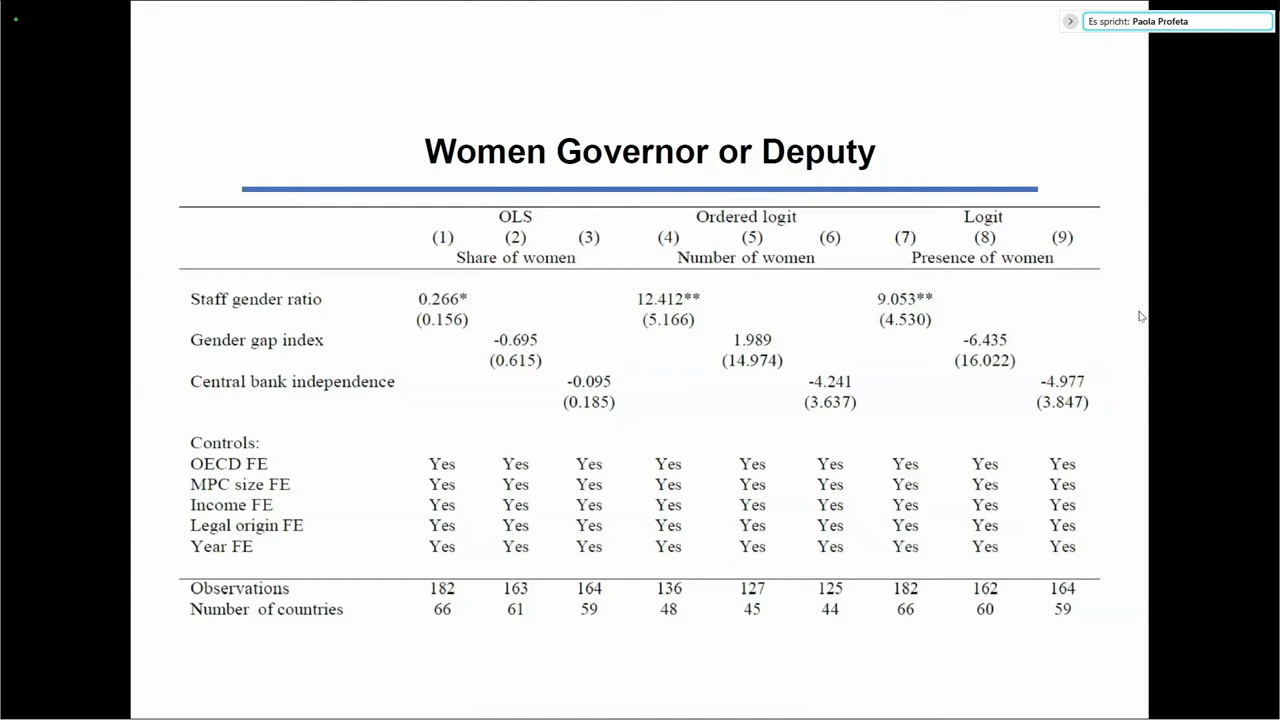 Es spricht: Paola Profeta
Women Governor or Deputy
OLS Ordered logit Logit
(1) (2) (3) (4) (5) (6) (7) (8) (9)
Share of women Number of women Presence of women
Staff gender ratio 0.266* 12.412** 9.053**
(0.156) (5.166) (4.530)
Gender gap index -0.695 1.989 -6.435
(0.615) (14.974) (16.022)
Central bank independence -0.095 -4.241 -4.977
(0.185) (3.637) (3.847)
Controls:
OECD FE Yes Yes Yes Yes Yes Yes Yes Yes Yes
MPC size FE Yes Yes Yes Yes Yes Yes Yes Yes Yes
Income FE Yes Yes Yes Yes Yes Yes Yes Yes Yes
Legal origin FE Yes Yes Yes Yes Yes Yes Yes Yes Yes
Year FE Yes Yes Yes Yes Yes Yes Yes Yes Yes
Observations 182 163 164 136 127 125 182 162 164
Number of countries 66 61 59 48 45 44 66 60 59